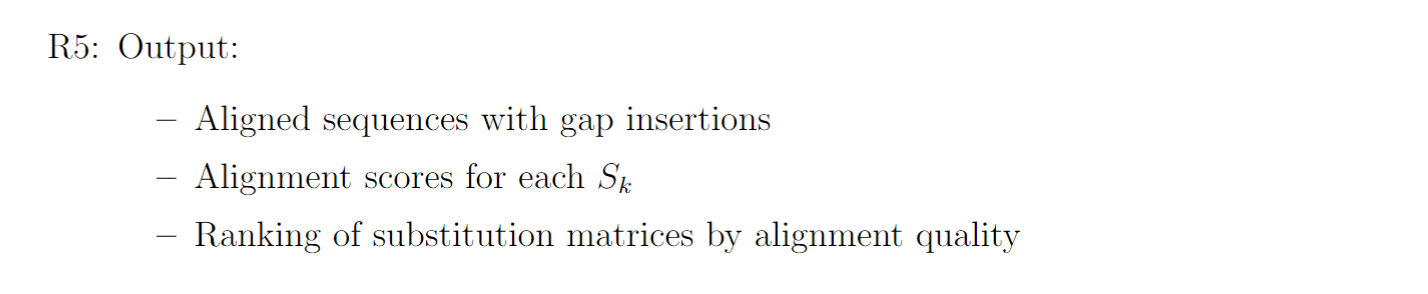 R5: Output:
– Aligned sequences with gap insertions
– Alignment scores for each $S_k$
– Ranking of substitution matrices by alignment quality